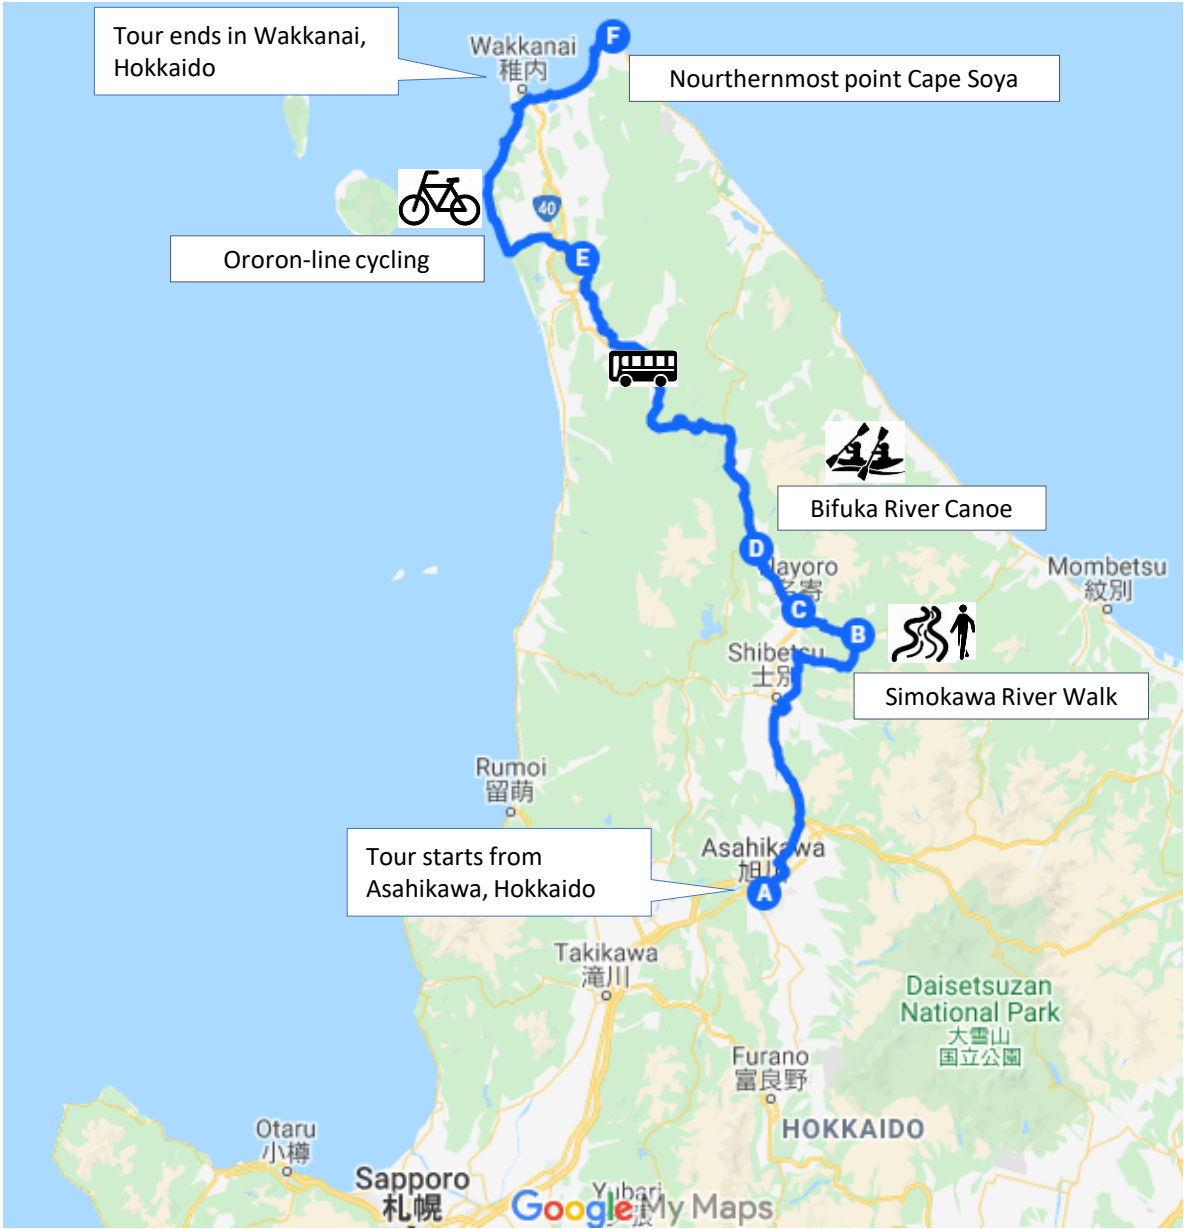 Tour ends in Wakkanai,
Hokkaido
Wakkanai
稚内
F
Nourthernmost point Cape Soya
40
Ororon-line cycling
E
Bifuka River Canoe
D
Nayoro
名寄
Mombetsu
紋別
C
B
Shibetsu
士別
Simokawa River Walk
Rumoi
留萌
Tour starts from
Asahikawa, Hokkaido
Asahikawa
旭川
A
Takikawa
滝川
Daisetsuzan
National Park
大雪山
国立公園
Furano
富良野
HOKKAIDO
Otaru
小樽
Sapporo
札幌
Yubari
Google My Maps